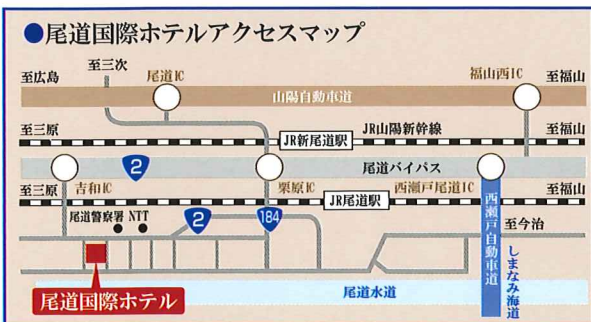 ●尾道国際ホテルアクセスマップ
至広島
至三次
尾道IC
福山西IC
至福山
山陽自動車道
至三原
JR新尾道駅
JR山陽新幹線
至福山
2
尾道バイパス
至三原
吉和IC
栗原IC
西瀬戸尾道IC
至福山
JR尾道駅
尾道警察署 NTT
2
184
西瀬戸自動車道
至今治
しまなみ海道
尾道国際ホテル
尾道水道